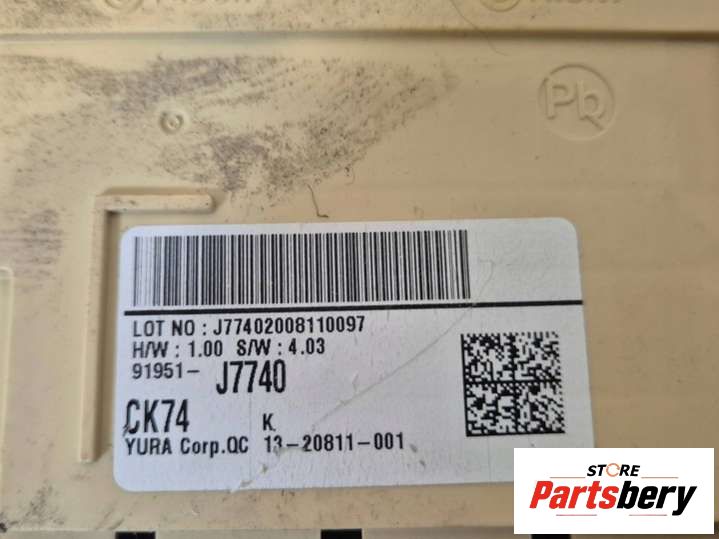 Pb
LOT NO : J77402008110097
H/W : 1.00 S/W : 4.03
91951- J7740
CK74 K.
YURA Corp.QC 13-20811-001
STORE
Partsbery